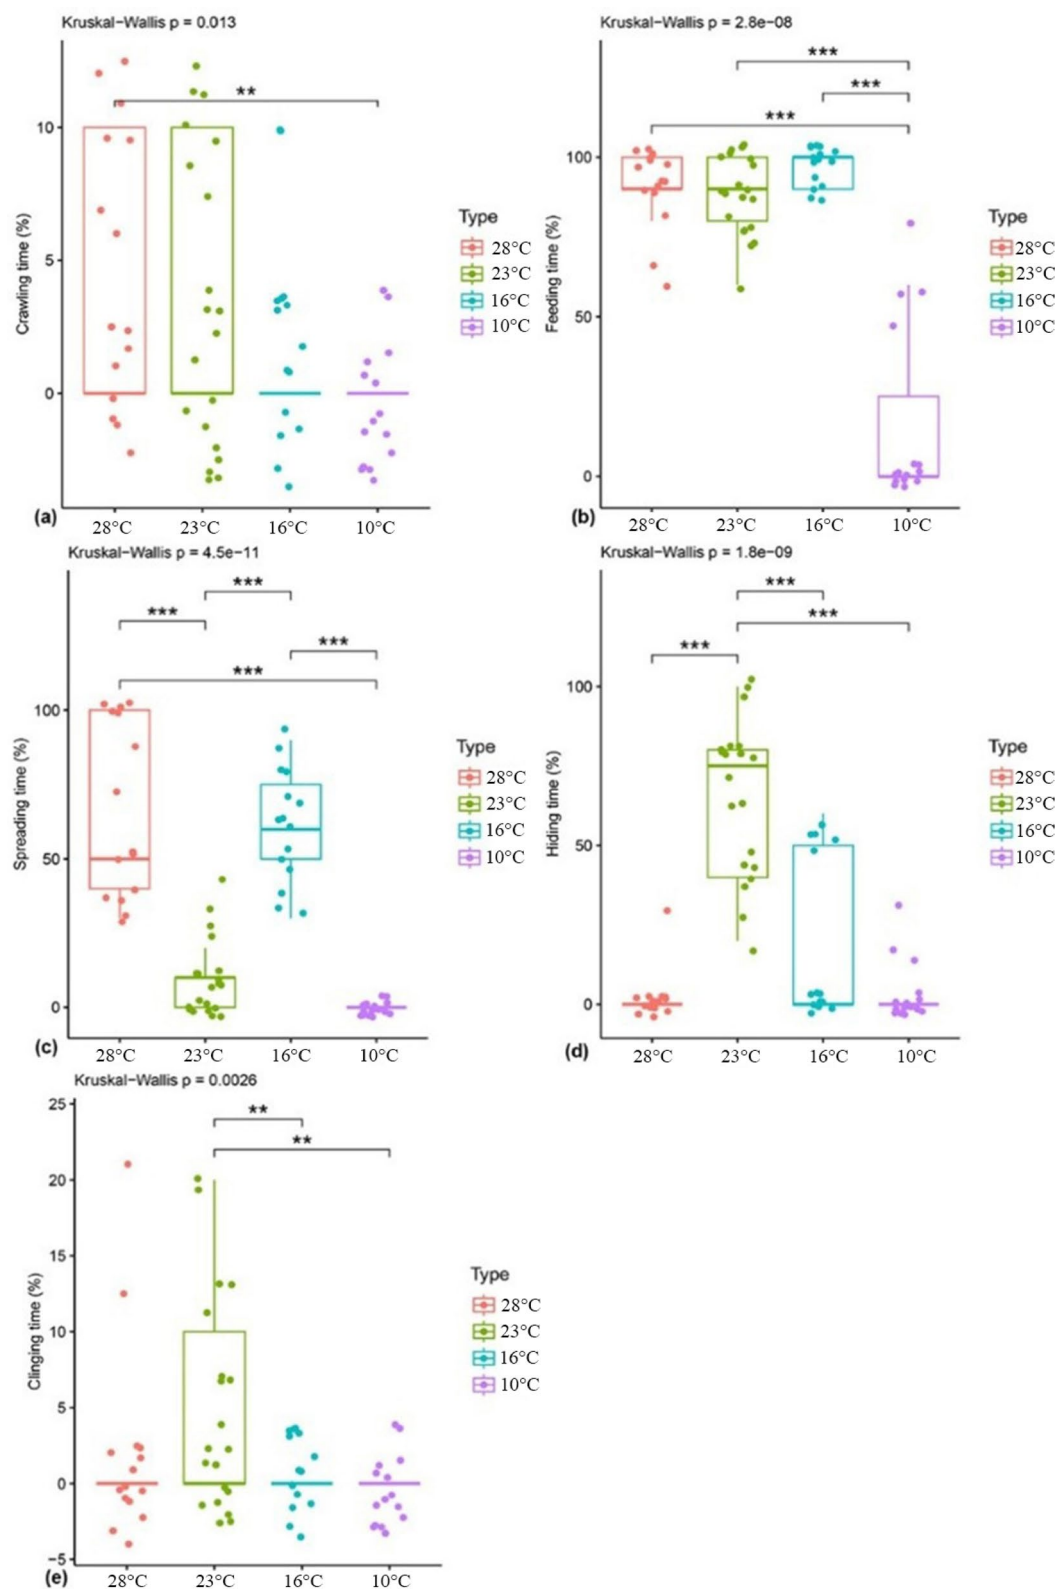 Kruskal−Wallis p = 0.013
**
10
5
0
Crawling time (%)
Type
28°C
23°C
16°C
10°C
(a)
28°C
23°C
16°C
10°C
Kruskal−Wallis p = 2.8e−08
***
***
***
100
50
0
Feeding time (%)
Type
28°C
23°C
16°C
10°C
(b)
28°C
23°C
16°C
10°C
Kruskal−Wallis p = 4.5e−11
***
***
***
***
100
50
0
Spreading time (%)
Type
28°C
23°C
16°C
10°C
(c)
28°C
23°C
16°C
10°C
Kruskal−Wallis p = 1.8e−09
***
***
***
100
50
0
Hiding time (%)
Type
28°C
23°C
16°C
10°C
(d)
28°C
23°C
16°C
10°C
Kruskal−Wallis p = 0.0026
**
**
25
20
15
10
5
0
−5
Clinging time (%)
Type
28°C
23°C
16°C
10°C
(e)
28°C
23°C
16°C
10°C